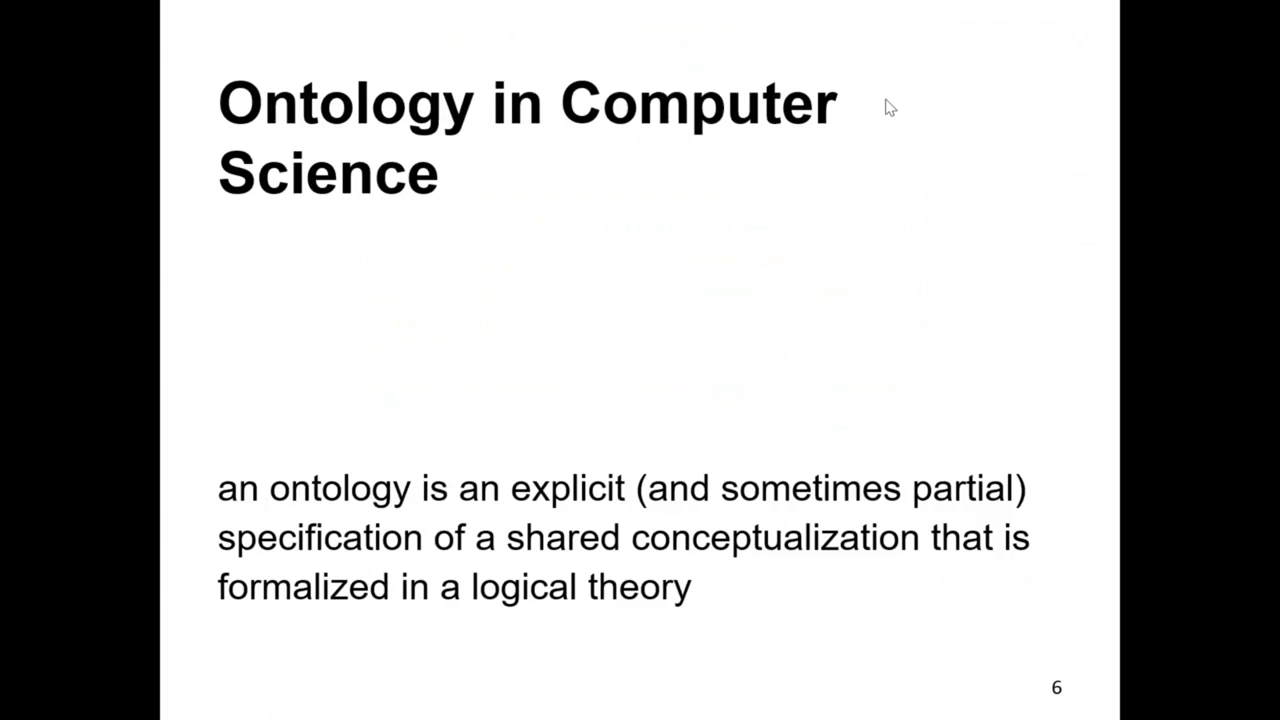 Ontology in Computer
Science
an ontology is an explicit (and sometimes partial)
specification of a shared conceptualization that is
formalized in a logical theory
6